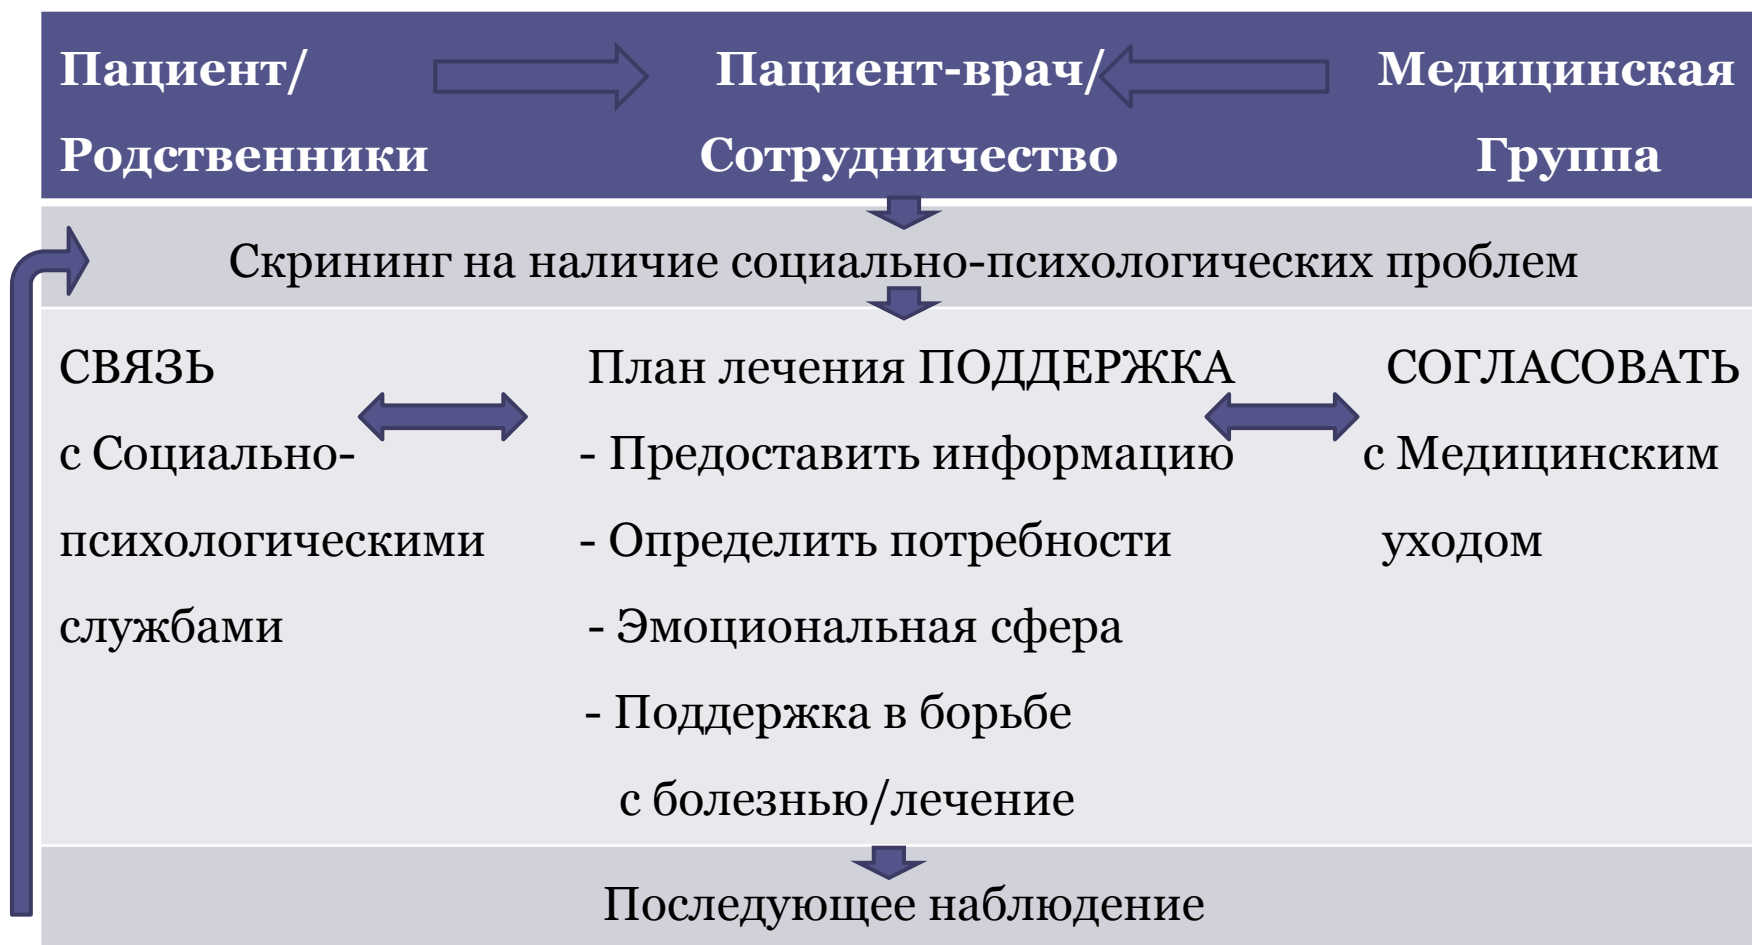 Пациент/ Пациент-врач/ Медицинская
Родственники Сотрудничество Группа
Скрининг на наличие социально-психологических проблем
СВЯЗЬ План лечения ПОДДЕРЖКА СОГЛАСОВАТЬ
с Социально- - Предоставить информацию с Медицинским
психологическими - Определить потребности уходом
службами - Эмоциональная сфера
- Поддержка в борьбе
с болезнью/лечение
Последующее наблюдение